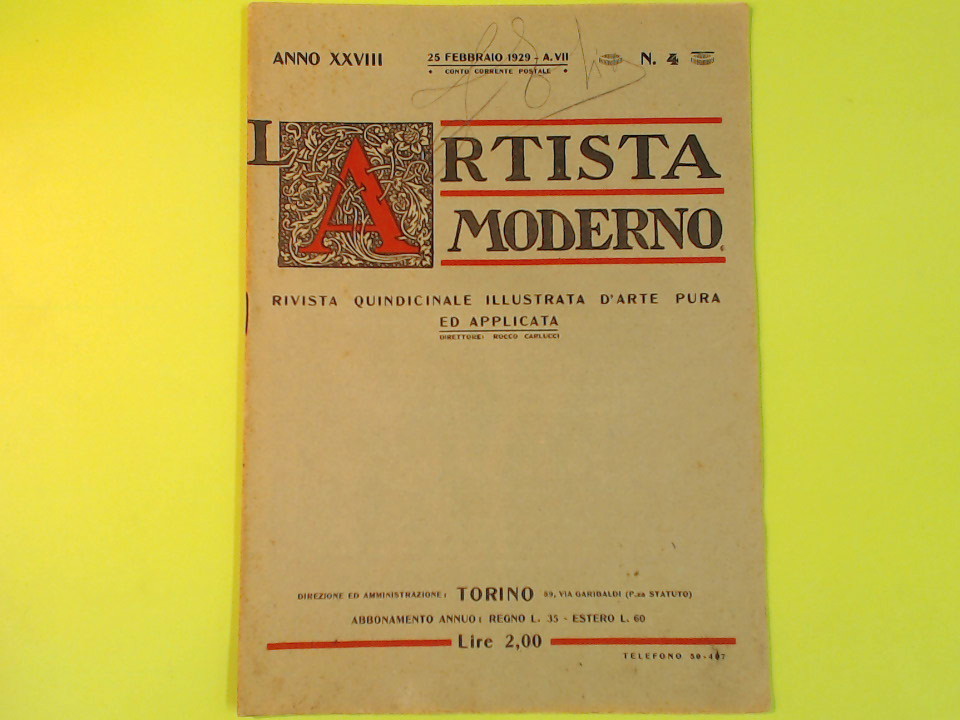 ANNO XXVIII
25 FEBBRAIO 1929 - A. VII
N. 4
• CONTO CORRENTE POSTALE •
L'ARTISTA
MODERNO
RIVISTA QUINDICINALE ILLUSTRATA D'ARTE PURA
ED APPLICATA
DIRETTORE: ROCCO CARLUCCI
DIREZIONE ED AMMINISTRAZIONE: TORINO 89, VIA GARIBALDI (P.za STATUTO)
ABBONAMENTO ANNUO: REGNO L. 35 - ESTERO L. 60
Lire 2,00
TELEFONO